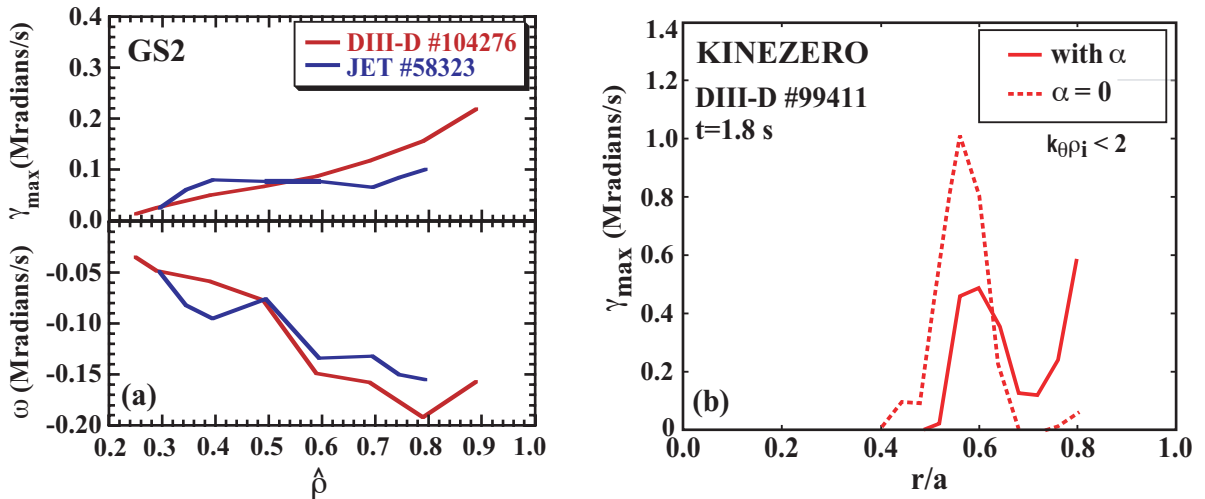 GS2
DIII-D #104276
JET #58323
γmax(Mradians/s)
0.4
0.3
0.2
0.1
0.0
ω (Mradians/s)
-0.05
-0.10
-0.15
-0.20
(a)
0.2 0.3 0.4 0.5 0.6 0.7 0.8 0.9 1.0
ρ̂
KINEZERO
DIII-D #99411
t=1.8 s
with α
α = 0
kθρi < 2
γmax (Mradians/s)
1.4
1.2
1.0
0.8
0.6
0.4
0.2
0
(b)
0.0 0.2 0.4 0.6 0.8 1.0
r/a